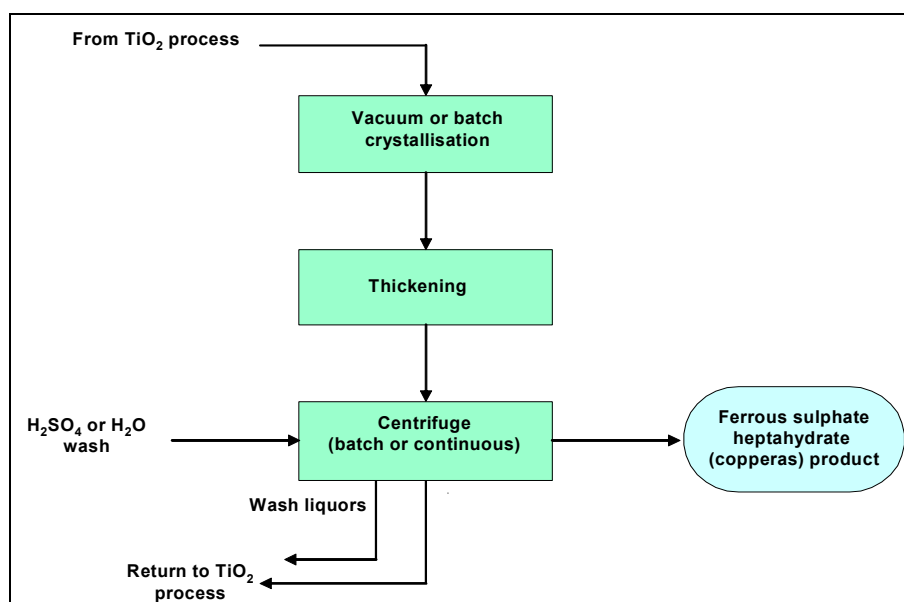 From TiO₂ process
Vacuum or batch
crystallisation
Thickening
H₂SO₄ or H₂O
wash
Centrifuge
(batch or continuous)
Ferrous sulphate
heptahydrate
(copperas) product
Wash liquors
Return to TiO₂
process